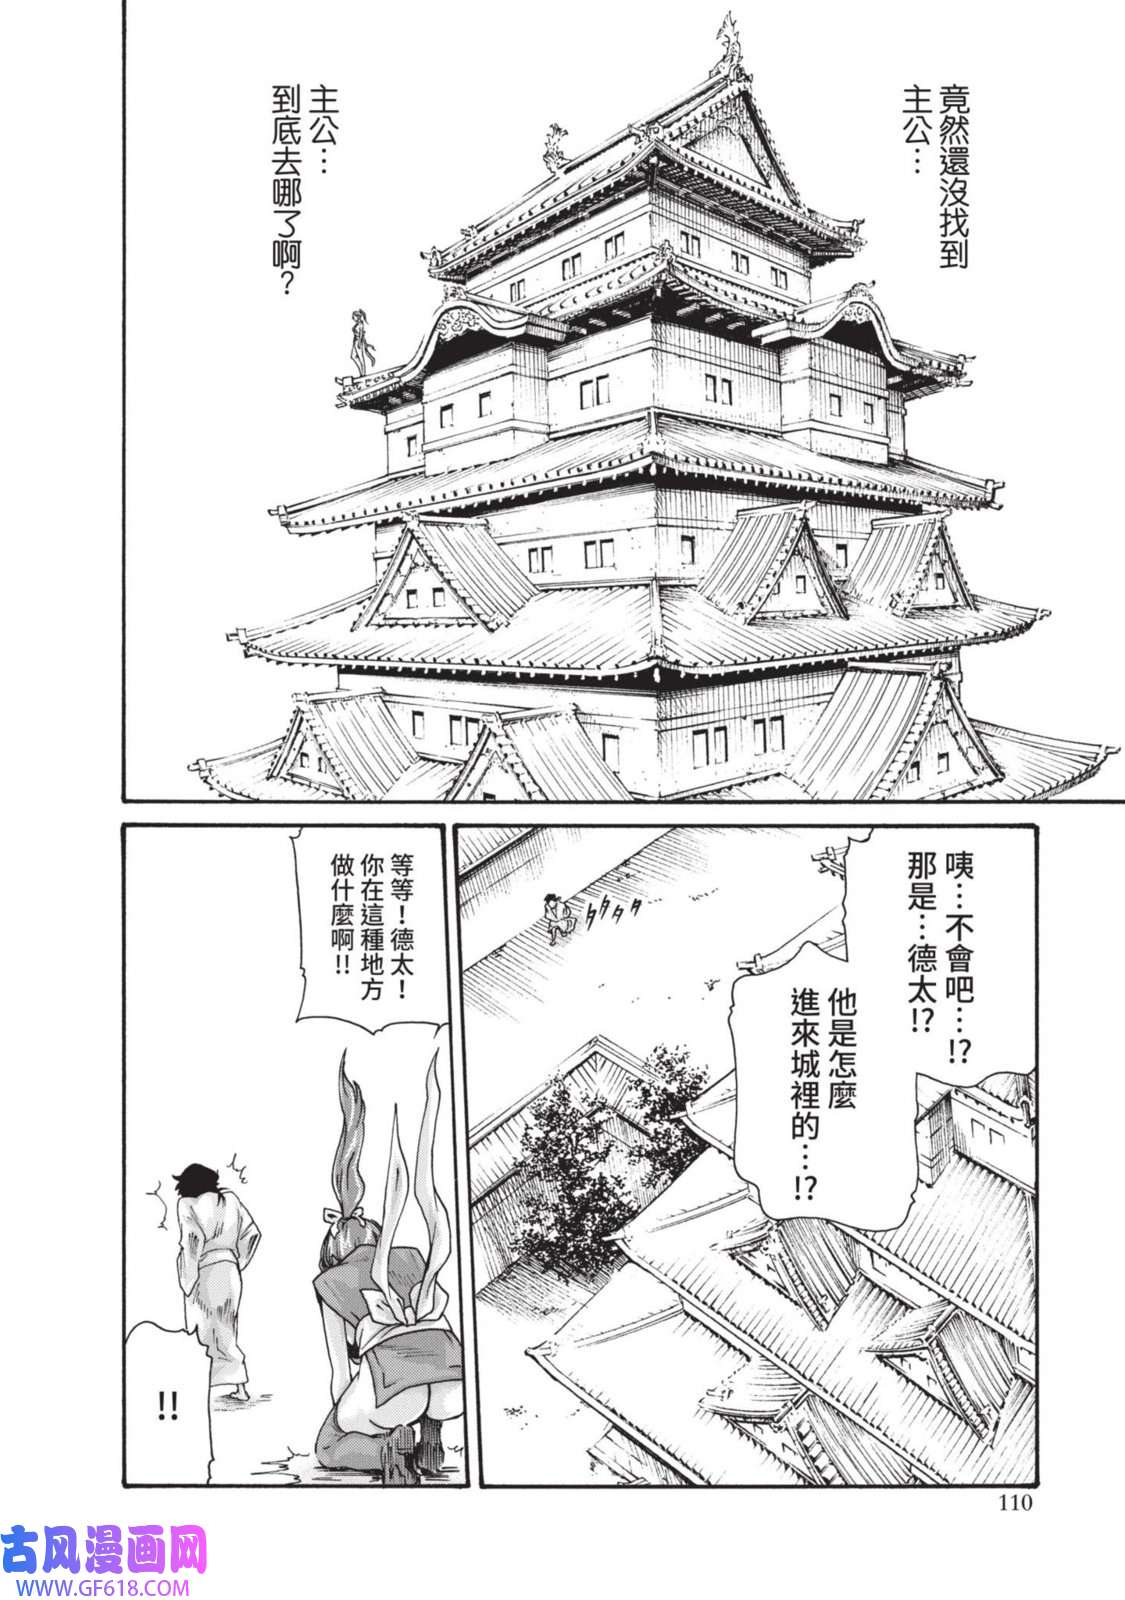 竟然還沒找到
主公…
主公…
到底去哪了啊?
咦…不會吧…!?
那是…德太!?
他是怎麼
進來城裡的…!?
タタタタ
等等!德太!
你在這種地方
做什麼啊!!
!!
110
古风漫画网
WWW.GF618.COM